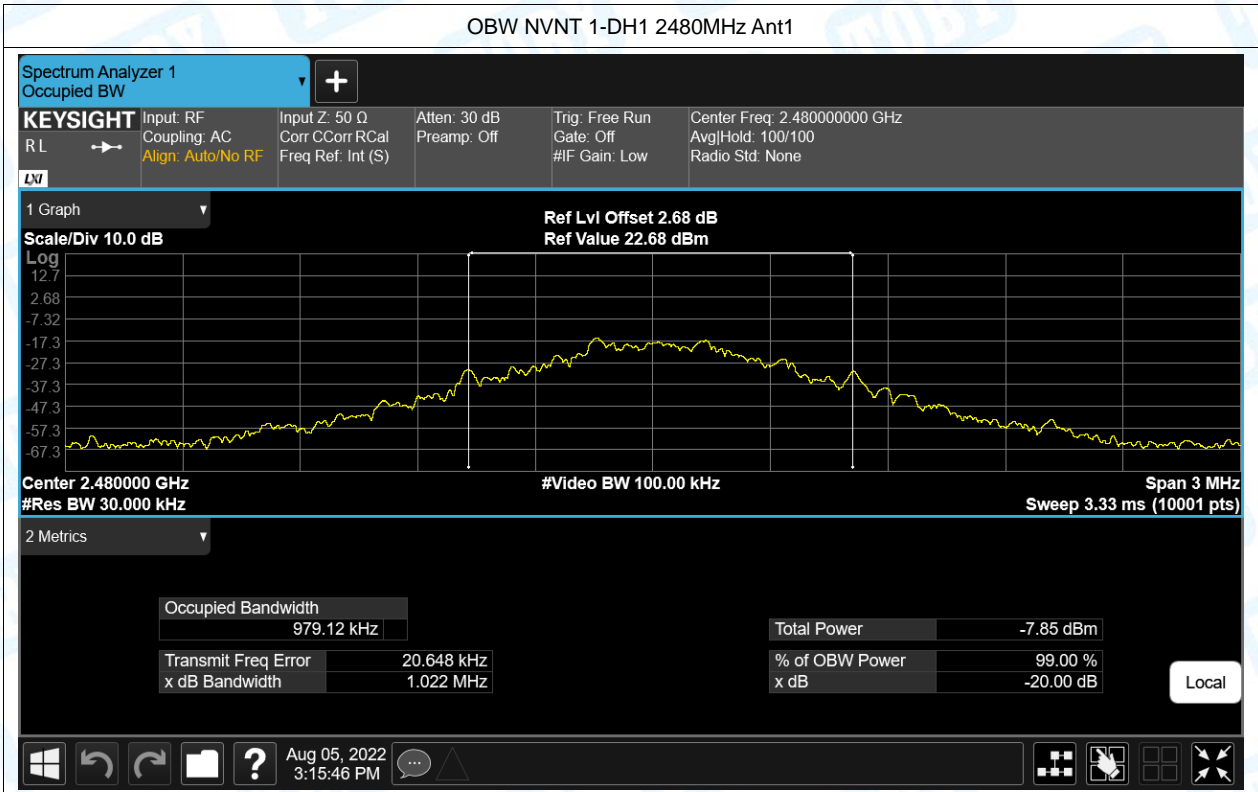 OBW NVNT 1-DH1 2480MHz Ant1
Spectrum Analyzer 1
Occupied BW
KEYSIGHT
R L
LXI
Input: RF
Coupling: AC
Align: Auto/No RF
Input Z: 50 Ω
Corr CCorr RCal
Freq Ref: Int (S)
Atten: 30 dB
Preamp: Off
Trig: Free Run
Gate: Off
#IF Gain: Low
Center Freq: 2.480000000 GHz
Avg|Hold: 100/100
Radio Std: None
1 Graph
Scale/Div 10.0 dB
Ref Lvl Offset 2.68 dB
Ref Value 22.68 dBm
Log
12.7
2.68
-7.32
-17.3
-27.3
-37.3
-47.3
-57.3
-67.3
Center 2.480000 GHz
#Res BW 30.000 kHz
#Video BW 100.00 kHz
Span 3 MHz
Sweep 3.33 ms (10001 pts)
2 Metrics
Occupied Bandwidth
979.12 kHz
Transmit Freq Error 20.648 kHz
x dB Bandwidth 1.022 MHz
Total Power -7.85 dBm
% of OBW Power 99.00 %
x dB -20.00 dB
Local
?
Aug 05, 2022
3:15:46 PM